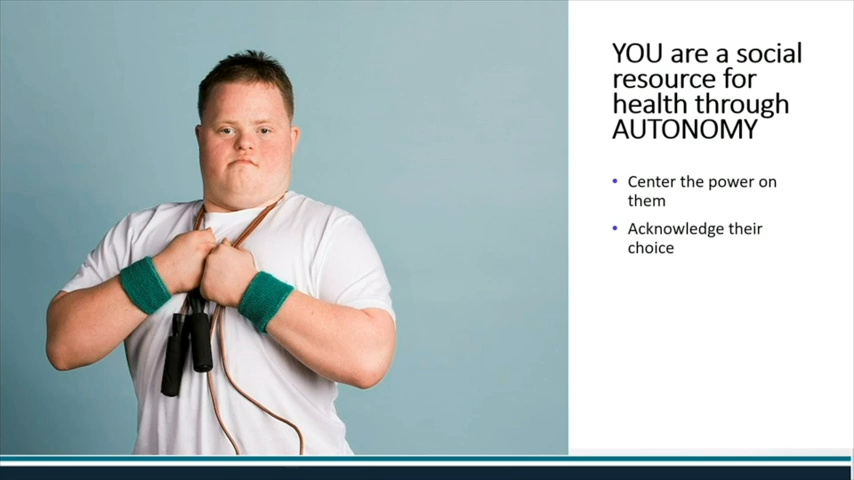 YOU are a social
resource for
health through
AUTONOMY
• Center the power on
them
• Acknowledge their
choice